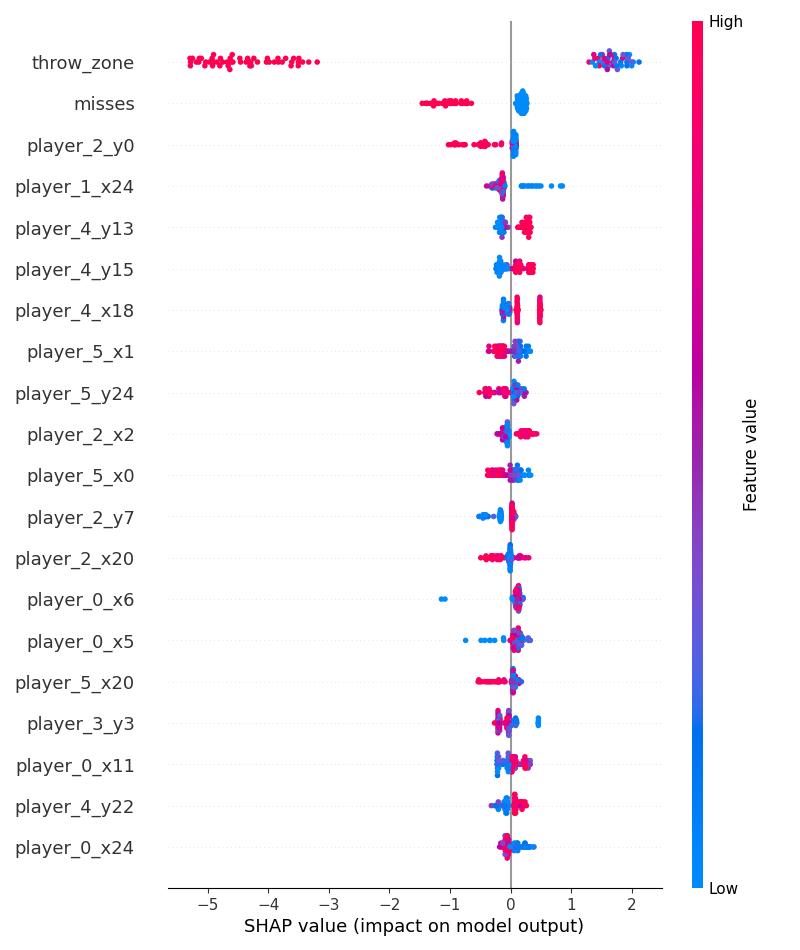 High
throw_zone
misses
player_2_y0
player_1_x24
player_4_y13
player_4_y15
player_4_x18
player_5_x1
player_5_y24
player_2_x2
player_5_x0
player_2_y7
player_2_x20
player_0_x6
player_0_x5
player_5_x20
player_3_y3
player_0_x11
player_4_y22
player_0_x24
Feature value
Low
−5 −4 −3 −2 −1 0 1 2
SHAP value (impact on model output)